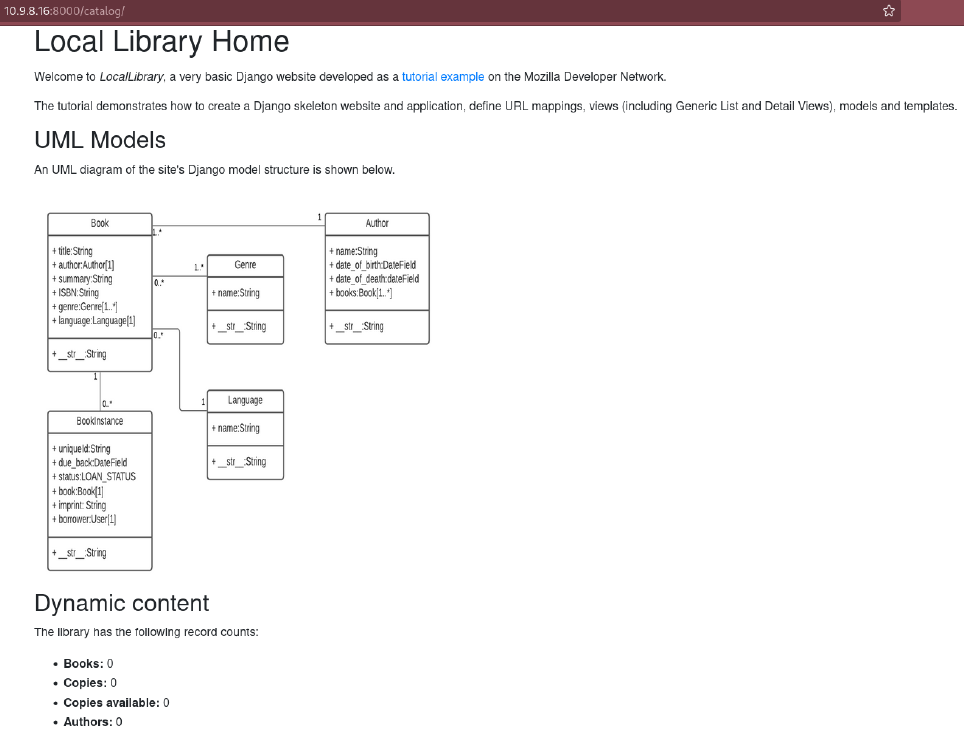 10.9.8.16:8000/catalog/
Local Library Home
Welcome to LocalLibrary, a very basic Django website developed as a tutorial example on the Mozilla Developer Network.
The tutorial demonstrates how to create a Django skeleton website and application, define URL mappings, views (including Generic List and Detail Views), models and templates.
UML Models
An UML diagram of the site's Django model structure is shown below.
Book
+ title:String
+ author:Author[1]
+ summary:String
+ ISBN:String
+ genre:Genre[1..*]
+ language:Language[1]
+ __str__:String
1..*
1
Author
+ name:String
+ date_of_birth:DateField
+ date_of_death:dateField
+ books:Book[1..*]
+ __str__:String
0..*
1..*
Genre
+ name:String
+ __str__:String
0..*
1
Language
+ name:String
+ __str__:String
1
0..*
BookInstance
+ uniqueId:String
+ due_back:DateField
+ status:LOAN_STATUS
+ book:Book[1]
+ imprint: String
+ borrower:User[1]
+ __str__:String
Dynamic content
The library has the following record counts:
• Books: 0
• Copies: 0
• Copies available: 0
• Authors: 0